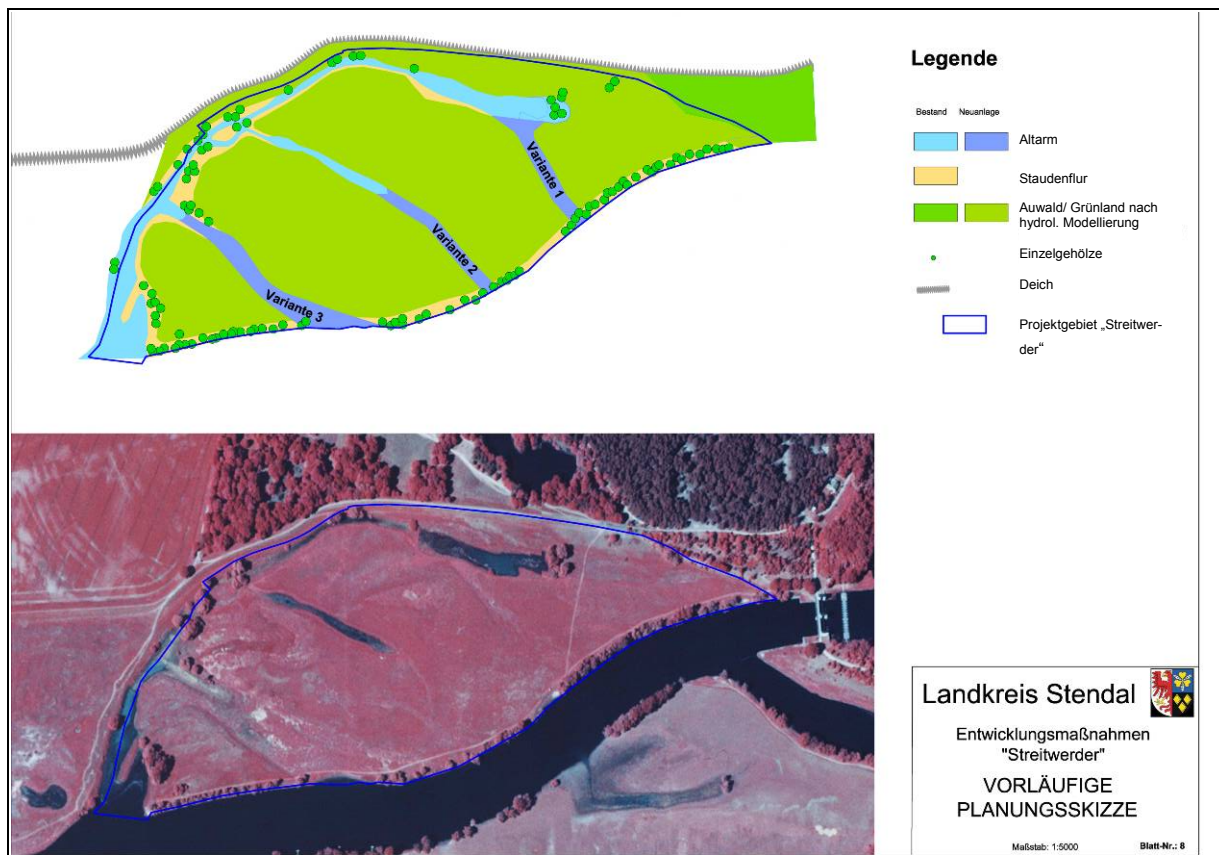 Legende
Bestand Neuanlage
Altarm
Staudenflur
Auwald/ Grünland nach
hydrol. Modellierung
Einzelgehölze
Deich
Projektgebiet „Streitwer-
der“
Variante 1
Variante 2
Variante 3
Landkreis Stendal
Entwicklungsmaßnahmen
"Streitwerder"
VORLÄUFIGE
PLANUNGSSKIZZE
Maßstab: 1:5000 Blatt-Nr.: 8